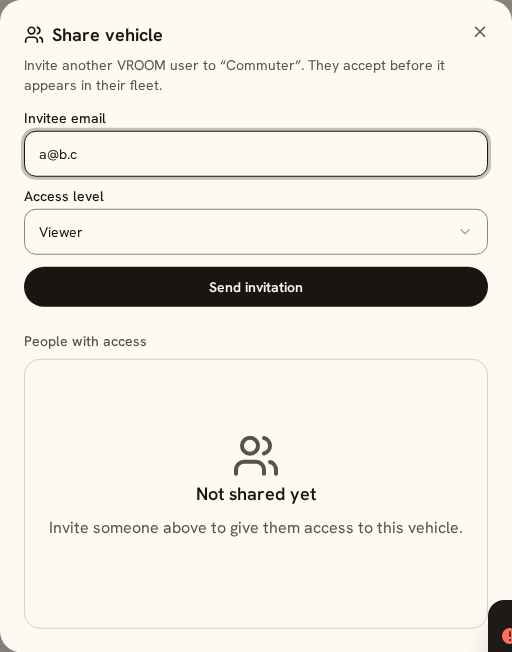 Share vehicle
Invite another VROOM user to “Commuter”. They accept before it
appears in their fleet.
Invitee email
a@b.c
Access level
Viewer
Send invitation
People with access
Not shared yet
Invite someone above to give them access to this vehicle.